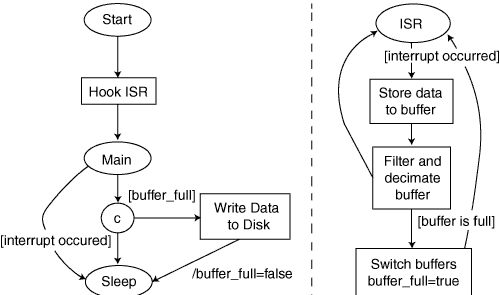 Start
Hook ISR
Main
[buffer_full]
c
Write Data
to Disk
[interrupt occured]
/buffer_full=false
Sleep
ISR
[interrupt occurred]
Store data
to buffer
Filter and
decimate
buffer
[buffer is full]
Switch buffers
buffer_full=true